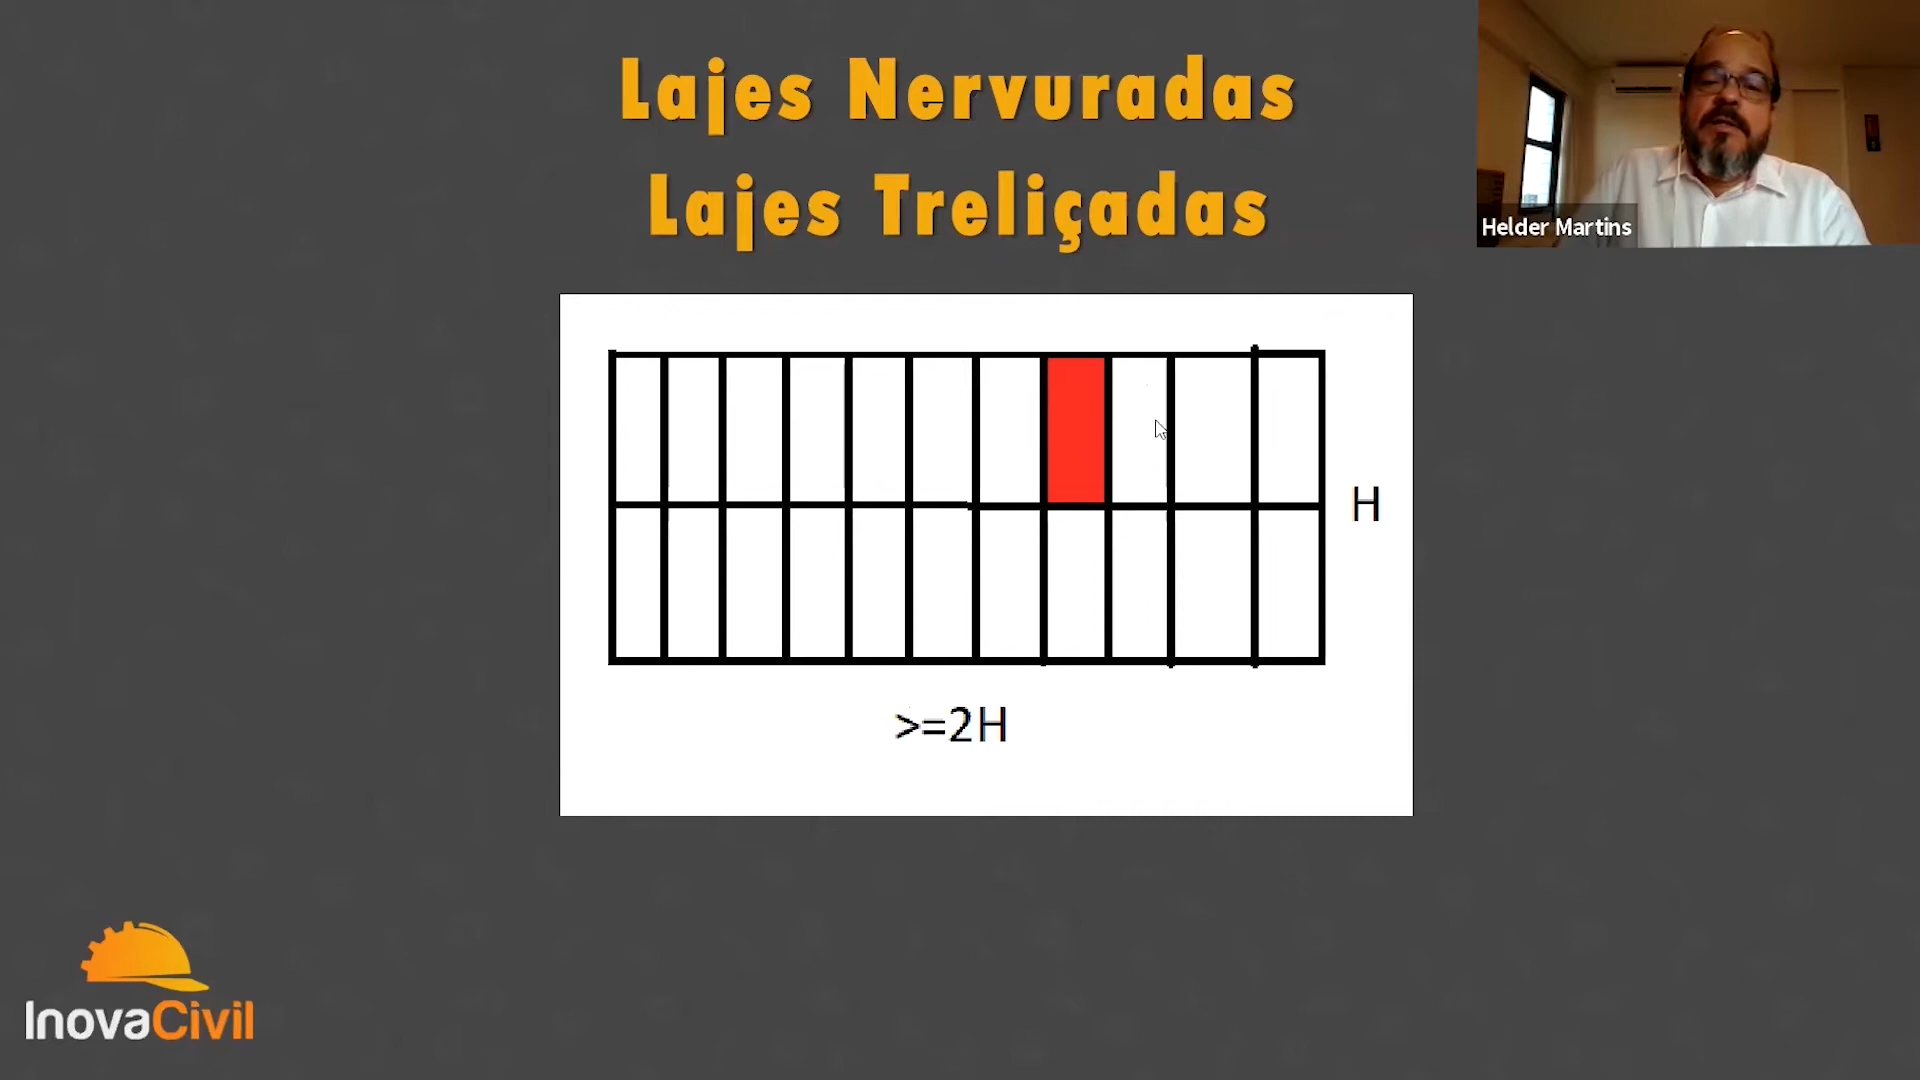 Lajes Nervuradas
Lajes Treliçadas
Helder Martins
H
>=2H
InovaCivil